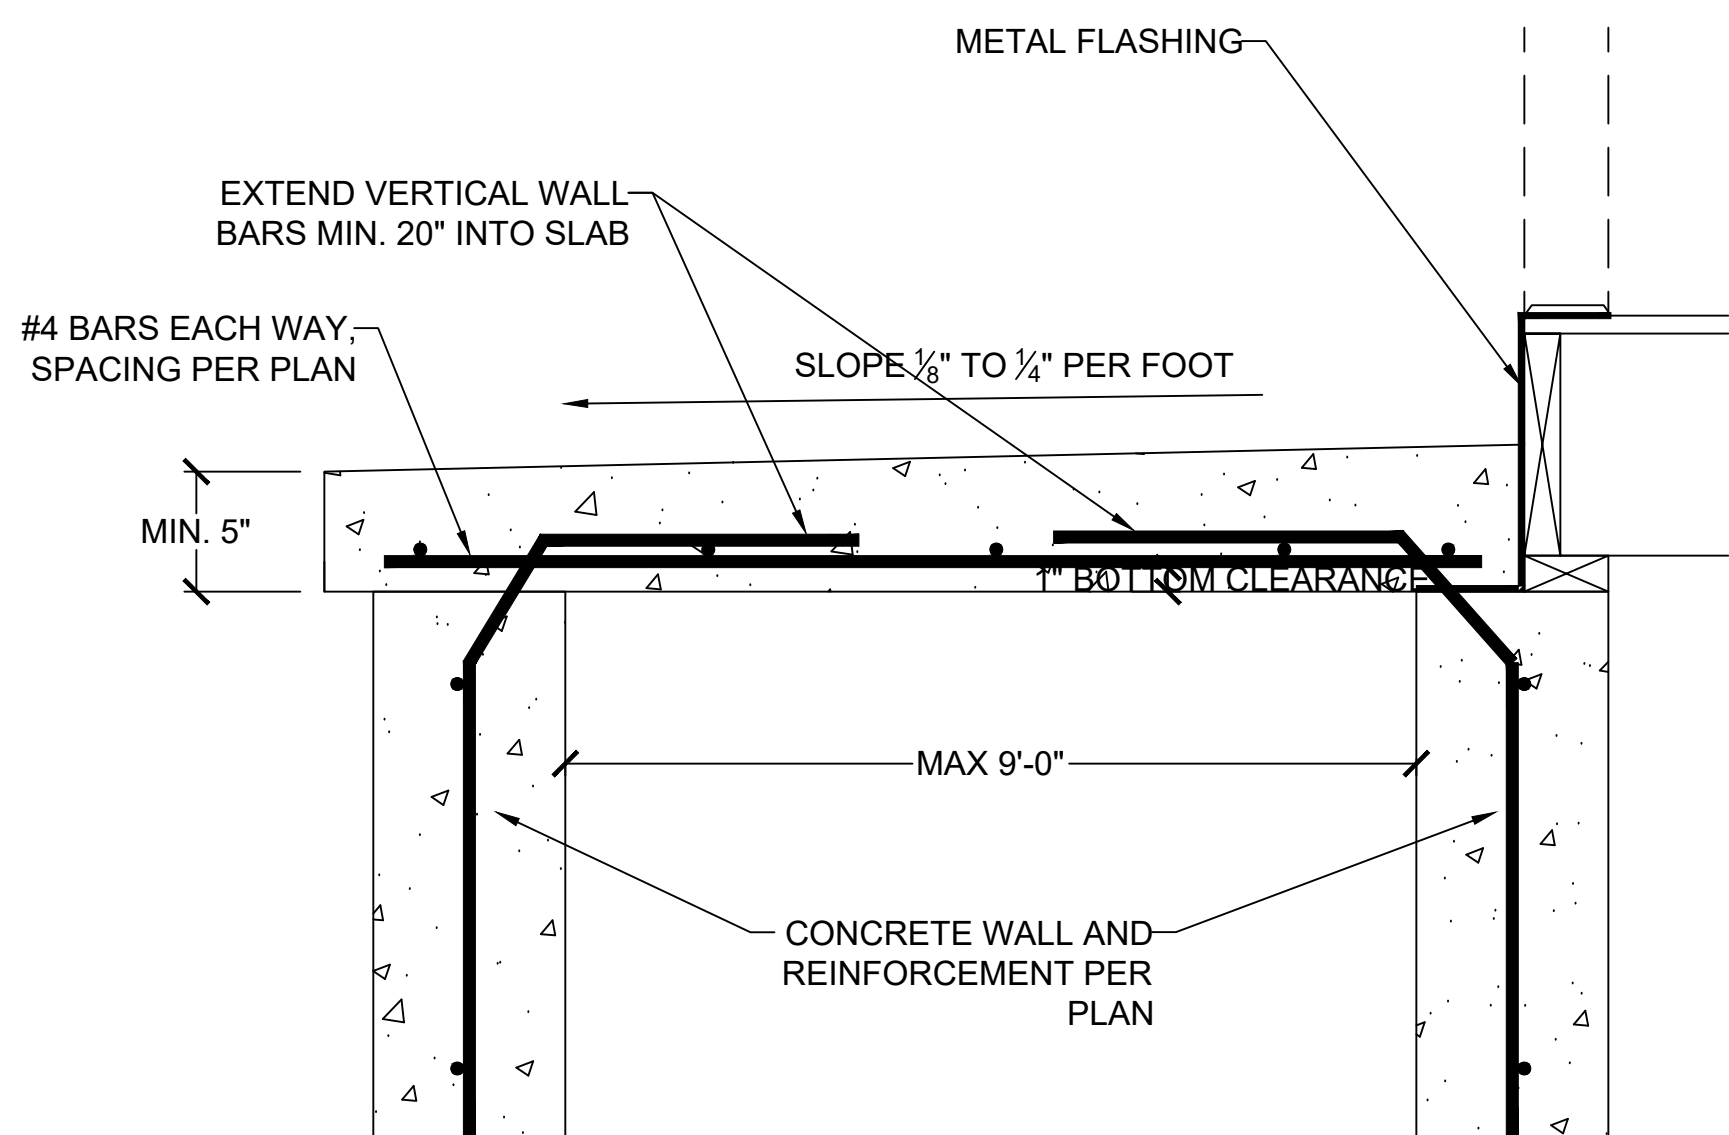 METAL FLASHING
EXTEND VERTICAL WALL
BARS MIN. 20" INTO SLAB
#4 BARS EACH WAY,
SPACING PER PLAN
SLOPE ⅛" TO ¼" PER FOOT
MIN. 5"
1" BOTTOM CLEARANCE
MAX 9'-0"
CONCRETE WALL AND
REINFORCEMENT PER
PLAN